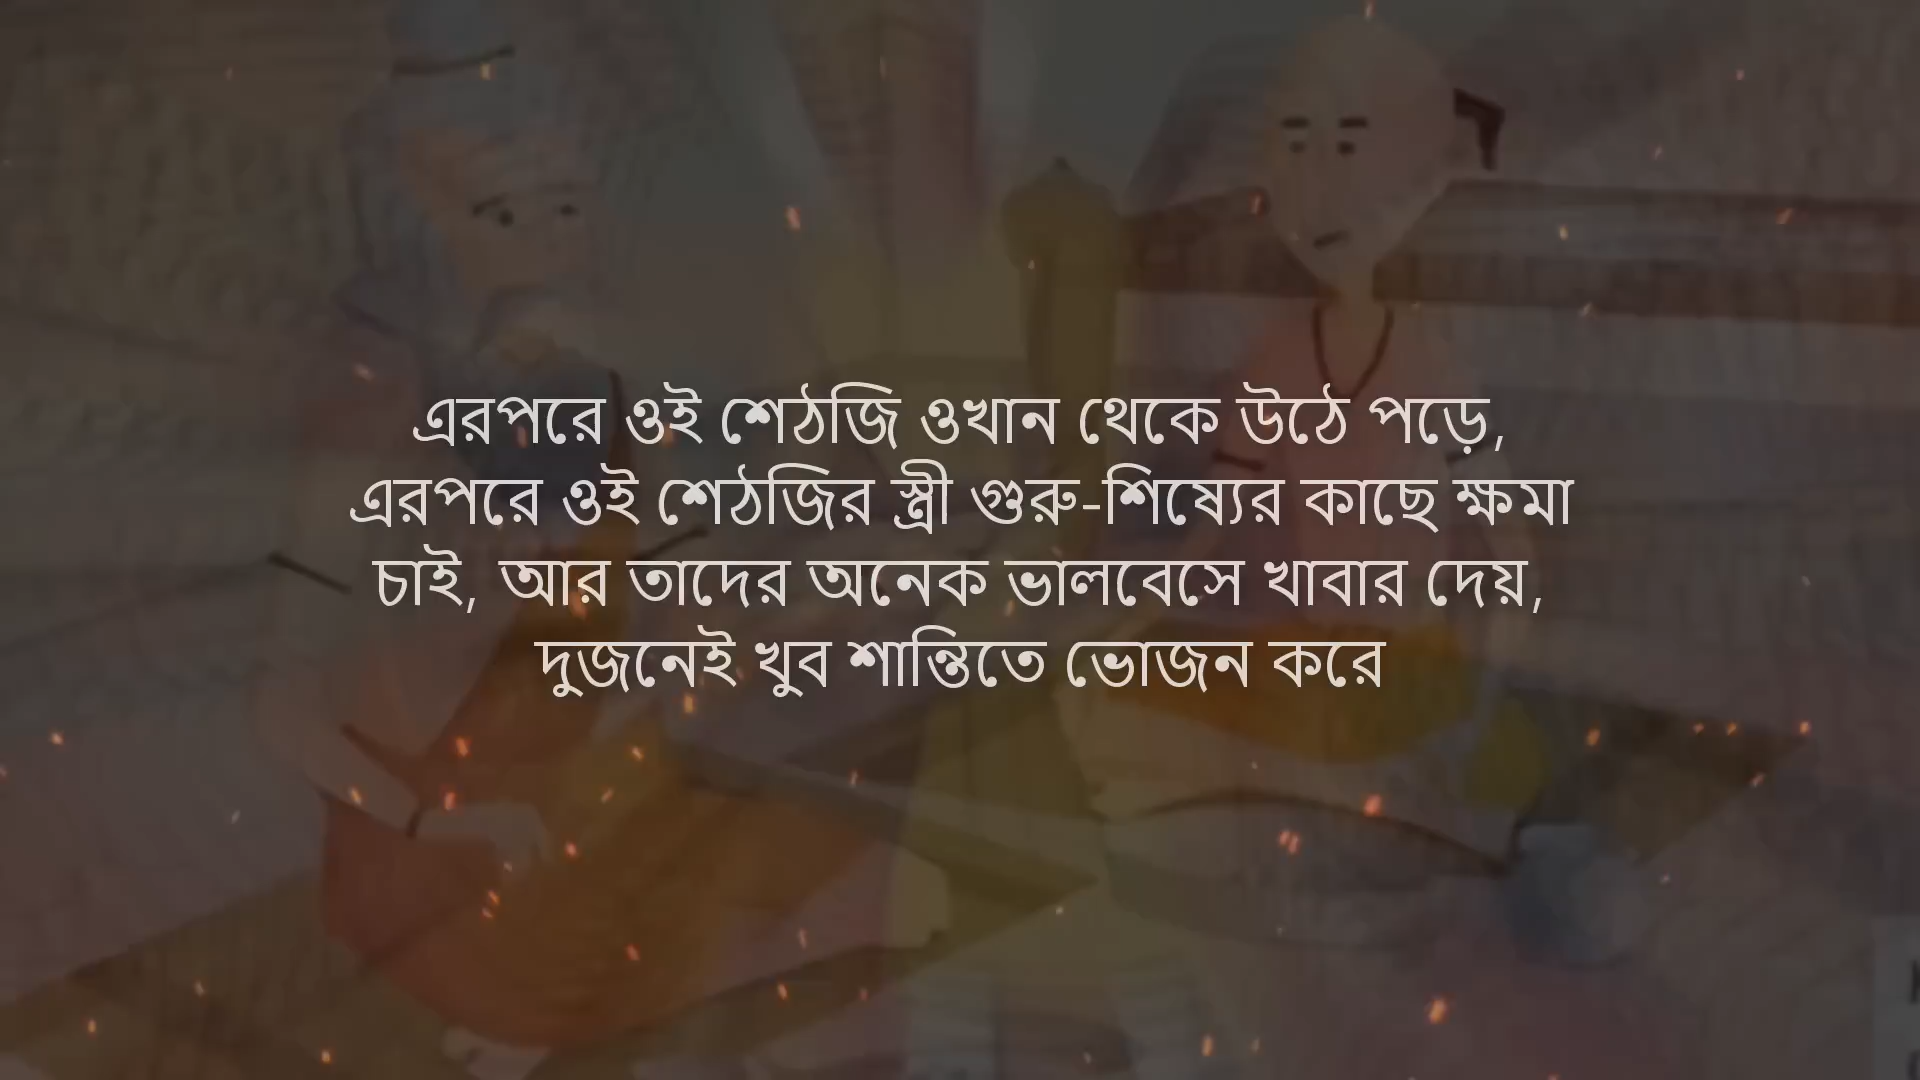 এরপরে ওই শেঠজি ওখান থেকে উঠে পড়ে,
এরপরে ওই শেঠজির স্ত্রী গুরু-শিষ্যের কাছে ক্ষমা
চাই, আর তাদের অনেক ভালবেসে খাবার দেয়,
দুজনেই খুব শান্তিতে ভোজন করে